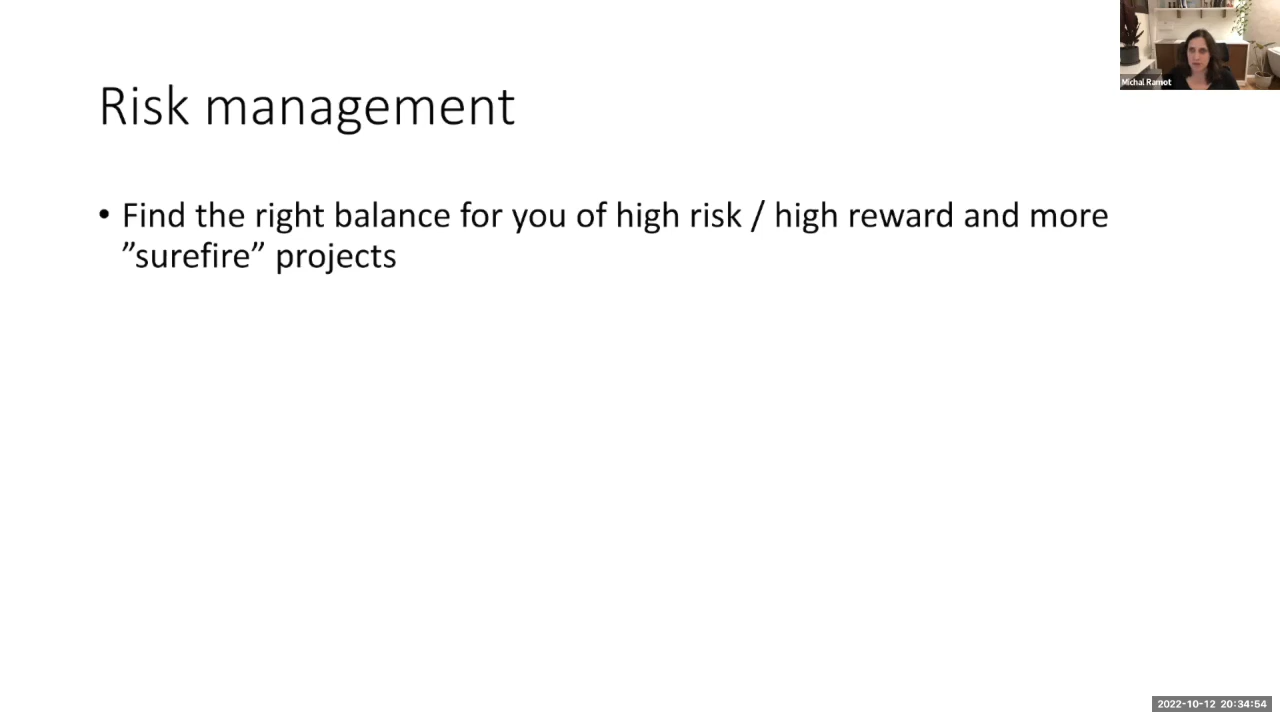 Michal Ramot
Risk management
• Find the right balance for you of high risk / high reward and more
”surefire” projects
2022-10-12 20:34:54